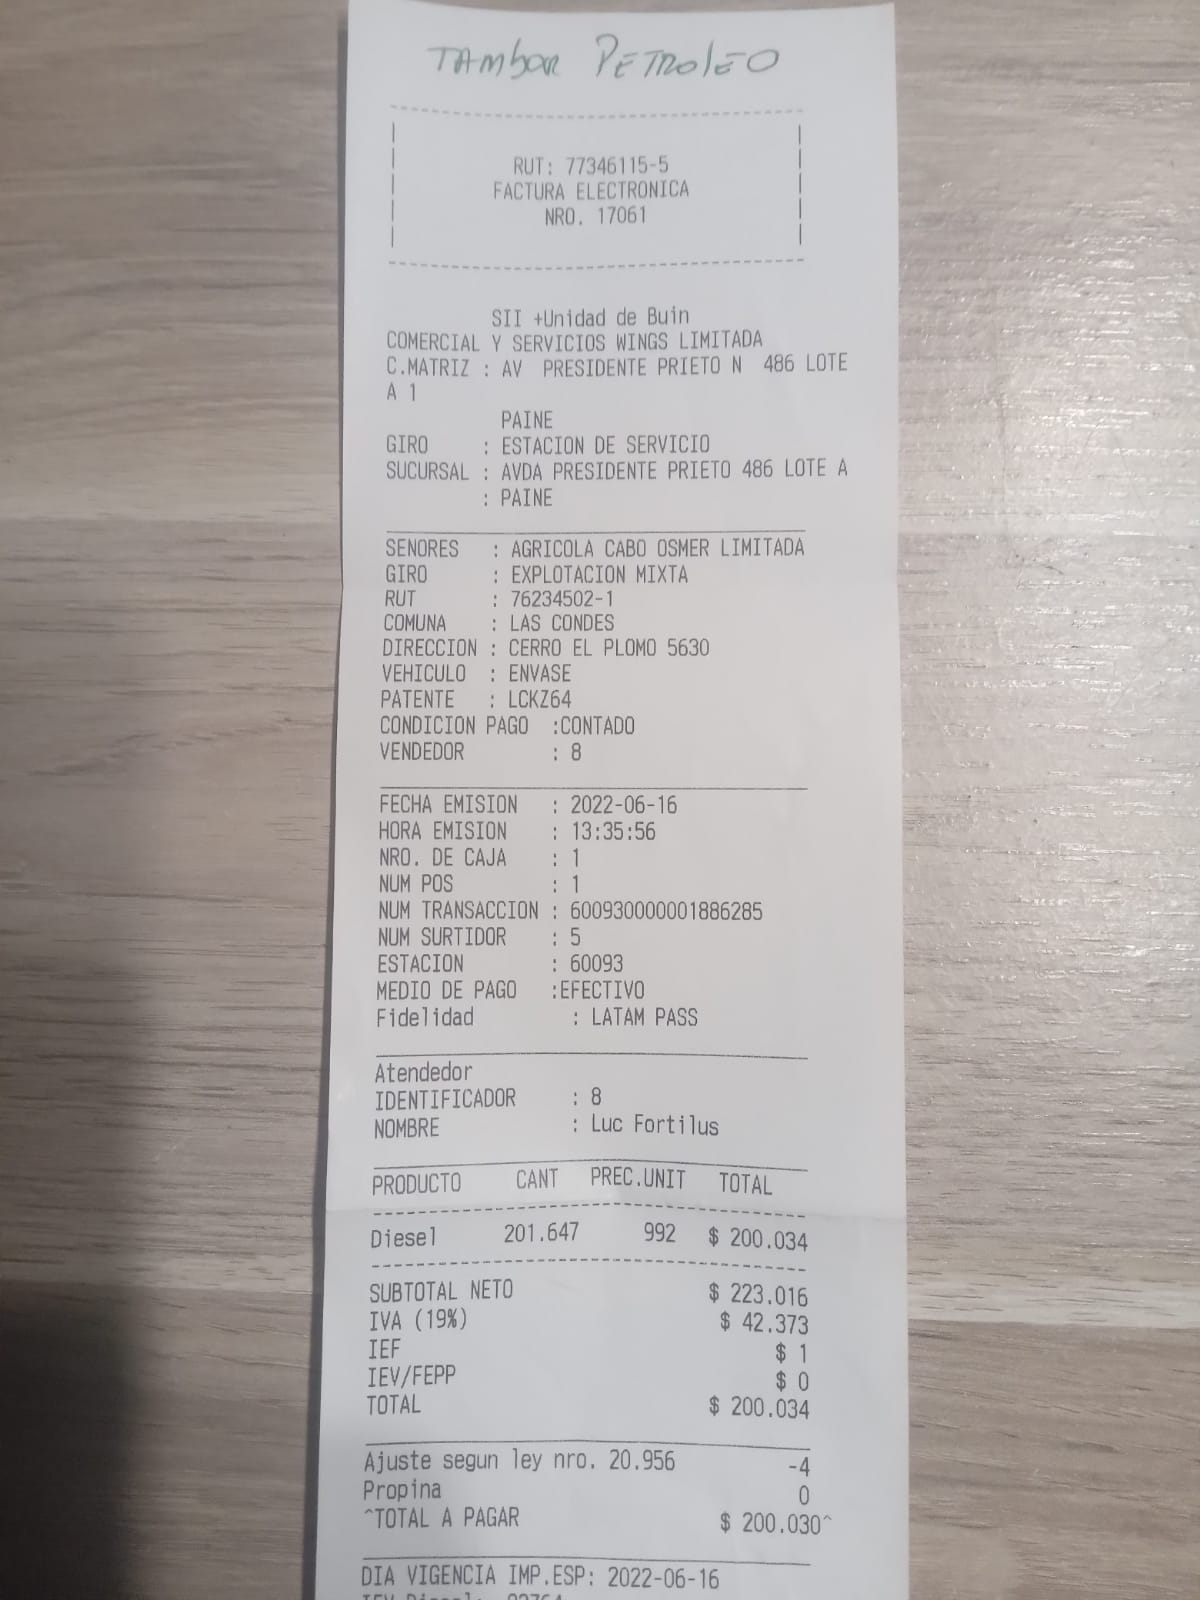 TAMBOR PETROLEO
RUT: 77346115-5
FACTURA ELECTRONICA
NRO. 17061
SII +Unidad de Buin
COMERCIAL Y SERVICIOS WINGS LIMITADA
C.MATRIZ : AV PRESIDENTE PRIETO N 486 LOTE
A 1
PAINE
GIRO : ESTACION DE SERVICIO
SUCURSAL : AVDA PRESIDENTE PRIETO 486 LOTE A
: PAINE
SENORES : AGRICOLA CABO OSMER LIMITADA
GIRO : EXPLOTACION MIXTA
RUT : 76234502-1
COMUNA : LAS CONDES
DIRECCION : CERRO EL PLOMO 5630
VEHICULO : ENVASE
PATENTE : LCKZ64
CONDICION PAGO :CONTADO
VENDEDOR : 8
FECHA EMISION : 2022-06-16
HORA EMISION : 13:35:56
NRO. DE CAJA : 1
NUM POS : 1
NUM TRANSACCION : 600930000001886285
NUM SURTIDOR : 5
ESTACION : 60093
MEDIO DE PAGO :EFECTIVO
Fidelidad : LATAM PASS
Atendedor
IDENTIFICADOR : 8
NOMBRE : Luc Fortilus
PRODUCTO CANT PREC.UNIT TOTAL
Diesel 201.647 992 $ 200.034
SUBTOTAL NETO $ 223.016
IVA (19%) $ 42.373
IEF $ 1
IEV/FEPP $ 0
TOTAL $ 200.034
Ajuste segun ley nro. 20.956 -4
Propina 0
^TOTAL A PAGAR $ 200.030^
DIA VIGENCIA IMP.ESP: 2022-06-16